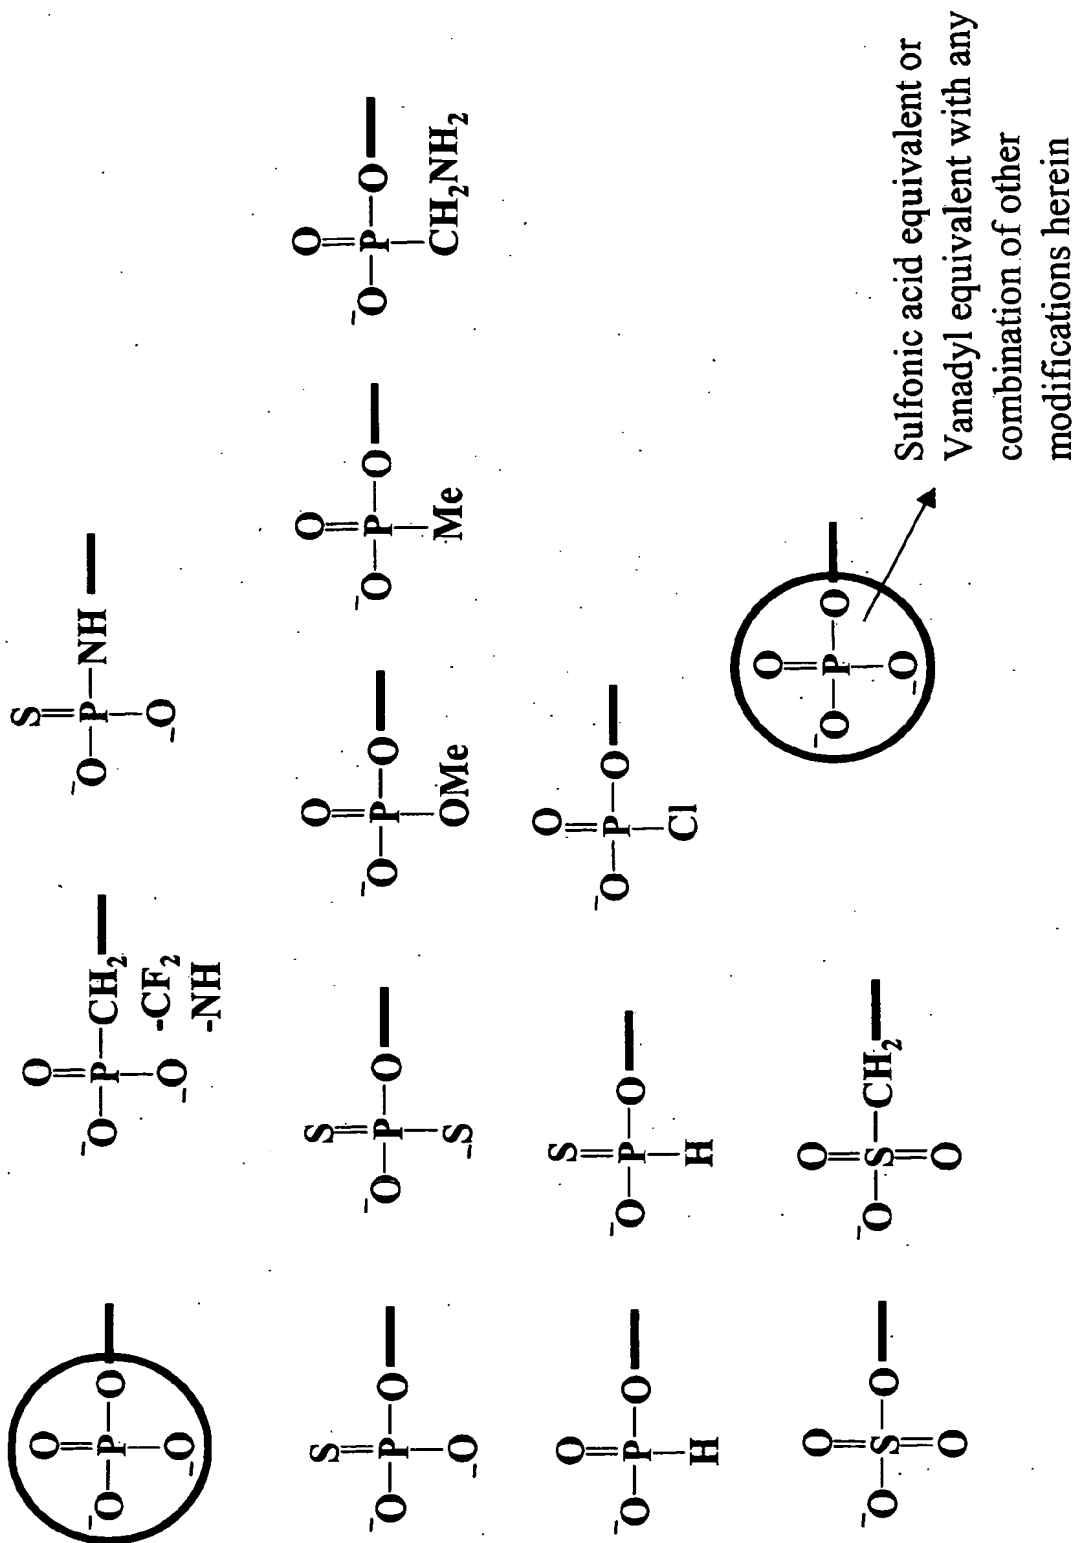 O
⁻O–P–O
O⁻
O
⁻O–P–CH₂
O⁻
-CF₂
-NH
S
⁻O–P–NH
O⁻
S
⁻O–P–O
O⁻
S
⁻O–P–O
S⁻
O
⁻O–P–O
OMe
O
⁻O–P–O
Me
O
⁻O–P–O
CH₂NH₂
O
⁻O–P–O
H
S
⁻O–P–O
H
O
⁻O–P–O
Cl
O
⁻O–S–O
O
O
⁻O–S–CH₂
O
O
⁻O–P–O
O⁻
Sulfonic acid equivalent or
Vanadyl equivalent with any
combination of other
modifications herein